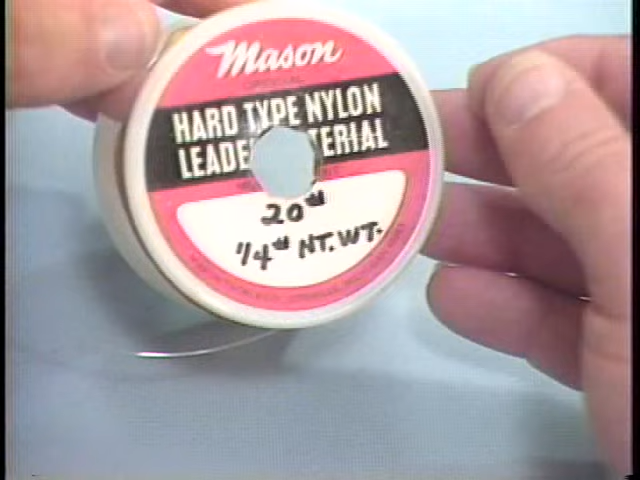 Mason
HARD TYPE NYLON
LEADE TERIAL
20#
1/4# NT. WT.